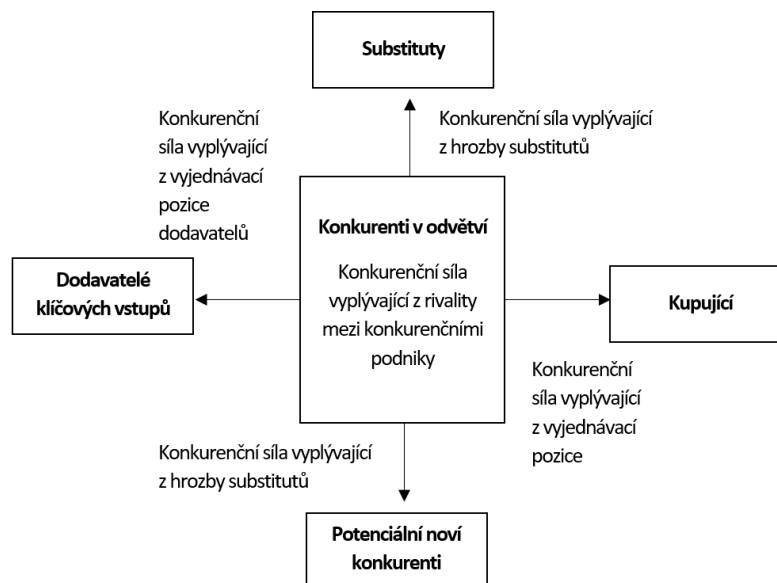 Substituty
Konkurenční
síla vyplývající
z vyjednávací
pozice
dodavatelů
Konkurenční síla vyplývající
z hrozby substitutů
Konkurenti v odvětví
Konkurenční síla
vyplývající z rivality
mezi konkurenčními
podniky
Dodavatelé
klíčových vstupů
Kupující
Konkurenční
síla vyplývající
z vyjednávací
pozice
Konkurenční síla vyplývající
z hrozby substitutů
Potenciální noví
konkurenti